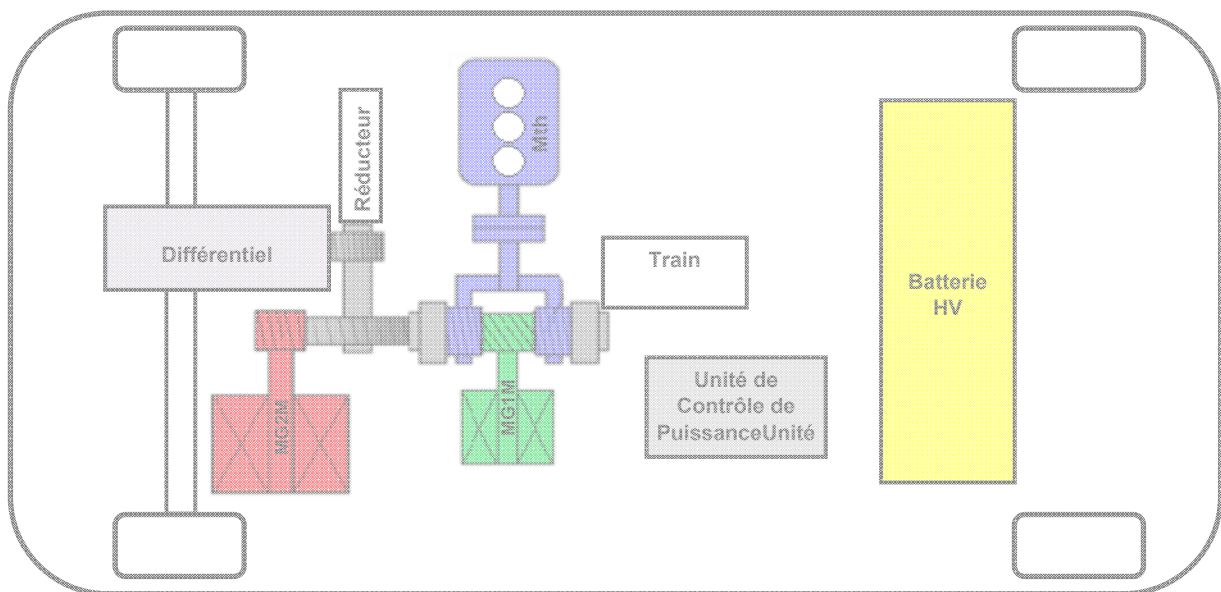 Réducteur
Mth
Différentiel
Train
Batterie
HV
Unité de
Contrôle de
PuissanceUnité
MG2M
MG1M